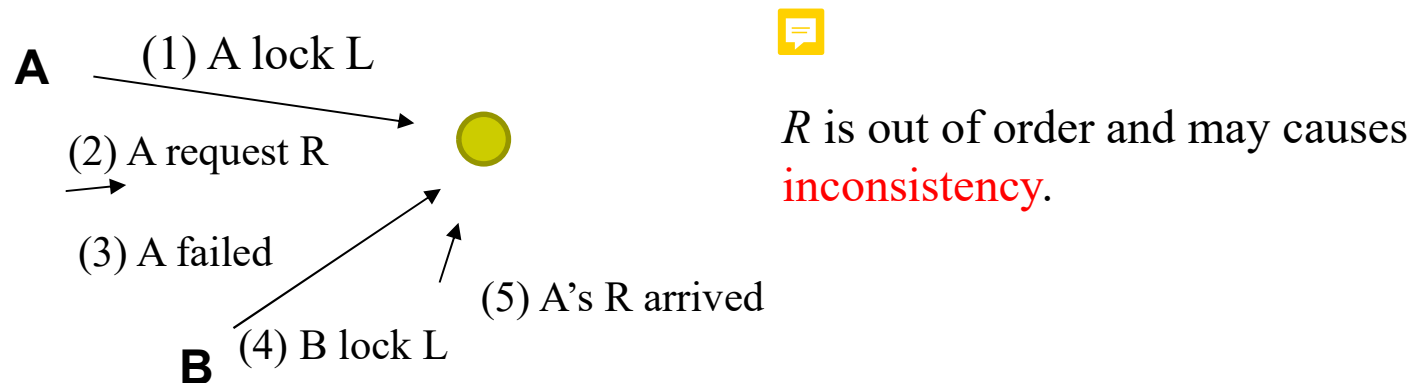 A
(1) A lock L
(2) A request R
(3) A failed
B
(4) B lock L
(5) A’s R arrived
R is out of order and may causes
inconsistency.